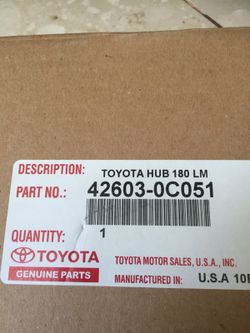 DESCRIPTION: TOYOTA HUB 180 LM
PART NO.: 42603-0C051
QUANTITY: 1
TOYOTA TOYOTA MOTOR SALES, U.S.A., INC.
GENUINE PARTS MANUFACTURED IN: U.S.A